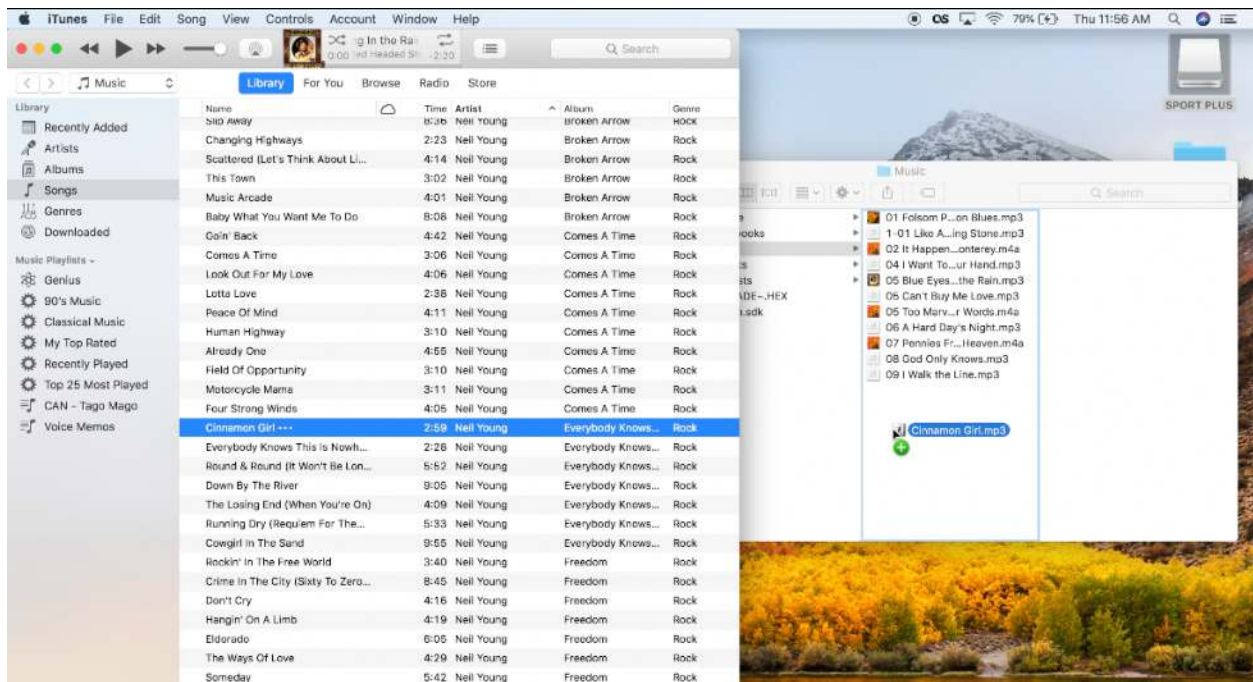 iTunes File Edit Song View Controls Account Window Help
79% Thu 11:56 AM
0:00 -2:20
Search
SPORT PLUS
Music
Library For You Browse Radio Store
Library
Recently Added
Artists
Albums
Songs
Genres
Downloaded
Music Playlists
Genius
90's Music
Classical Music
My Top Rated
Recently Played
Top 25 Most Played
CAN - Tago Mago
Voice Memos
Name Time Artist Album Genre
Slip Away 8:36 Neil Young Broken Arrow Rock
Changing Highways 2:23 Neil Young Broken Arrow Rock
Scattered (Let's Think About Li... 4:14 Neil Young Broken Arrow Rock
This Town 3:02 Neil Young Broken Arrow Rock
Music Arcade 4:01 Neil Young Broken Arrow Rock
Baby What You Want Me To Do 8:08 Neil Young Broken Arrow Rock
Goin' Back 4:42 Neil Young Comes A Time Rock
Comes A Time 3:06 Neil Young Comes A Time Rock
Look Out For My Love 4:06 Neil Young Comes A Time Rock
Lotta Love 2:38 Neil Young Comes A Time Rock
Peace Of Mind 4:11 Neil Young Comes A Time Rock
Human Highway 3:10 Neil Young Comes A Time Rock
Already One 4:55 Neil Young Comes A Time Rock
Field Of Opportunity 3:10 Neil Young Comes A Time Rock
Motorcycle Mama 3:11 Neil Young Comes A Time Rock
Four Strong Winds 4:05 Neil Young Comes A Time Rock
Cinnamon Girl ••• 2:59 Neil Young Everybody Knows... Rock
Everybody Knows This Is Nowh... 2:28 Neil Young Everybody Knows... Rock
Round & Round (It Won't Be Lon... 5:52 Neil Young Everybody Knows... Rock
Down By The River 9:05 Neil Young Everybody Knows... Rock
The Losing End (When You're On) 4:09 Neil Young Everybody Knows... Rock
Running Dry (Requiem For The... 5:33 Neil Young Everybody Knows... Rock
Cowgirl In The Sand 9:55 Neil Young Everybody Knows... Rock
Rockin' In The Free World 3:40 Neil Young Freedom Rock
Crime In The City (Sixty To Zero... 8:45 Neil Young Freedom Rock
Don't Cry 4:16 Neil Young Freedom Rock
Hangin' On A Limb 4:19 Neil Young Freedom Rock
Eldorado 6:05 Neil Young Freedom Rock
The Ways Of Love 4:29 Neil Young Freedom Rock
Someday 5:42 Neil Young Freedom Rock
Music
Search
01 Folsom P...on Blues.mp3
1-01 Like A...ing Stone.mp3
02 It Happen...onterey.m4a
04 I Want To...ur Hand.mp3
05 Blue Eyes...the Rain.mp3
05 Can't Buy Me Love.mp3
05 Too Marv...r Words.m4a
06 A Hard Day's Night.mp3
07 Pennies Fr...Heaven.m4a
08 God Only Knows.mp3
09 I Walk the Line.mp3
Cinnamon Girl.mp3